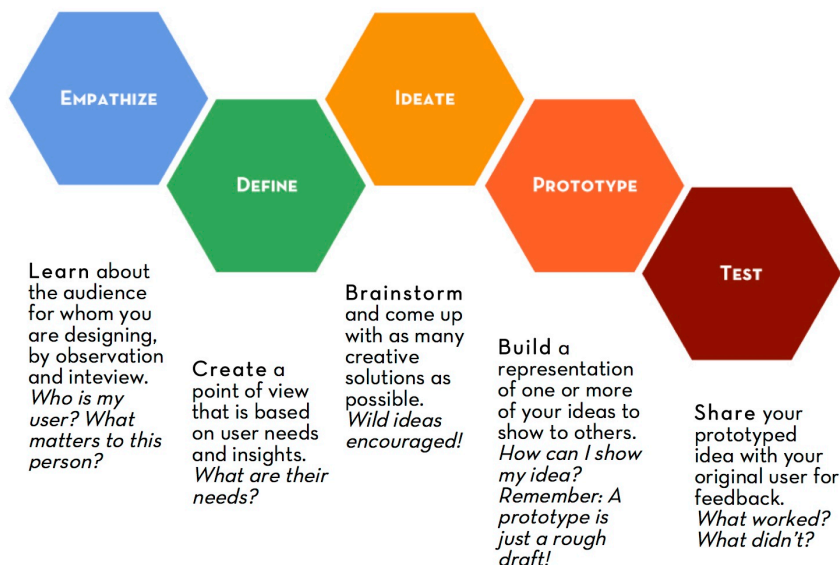 EMPATHIZE
DEFINE
IDEATE
PROTOTYPE
TEST
Learn about
the audience
for whom you
are designing,
by observation
and inteview.
Who is my
user? What
matters to this
person?
Create a
point of view
that is based
on user needs
and insights.
What are their
needs?
Brainstorm
and come up
with as many
creative
solutions as
possible.
Wild ideas
encouraged!
Build a
representation
of one or more
of your ideas to
show to others.
How can I show
my idea?
Remember: A
prototype is
just a rough
draft!
Share your
prototyped
idea with your
original user for
feedback.
What worked?
What didn't?